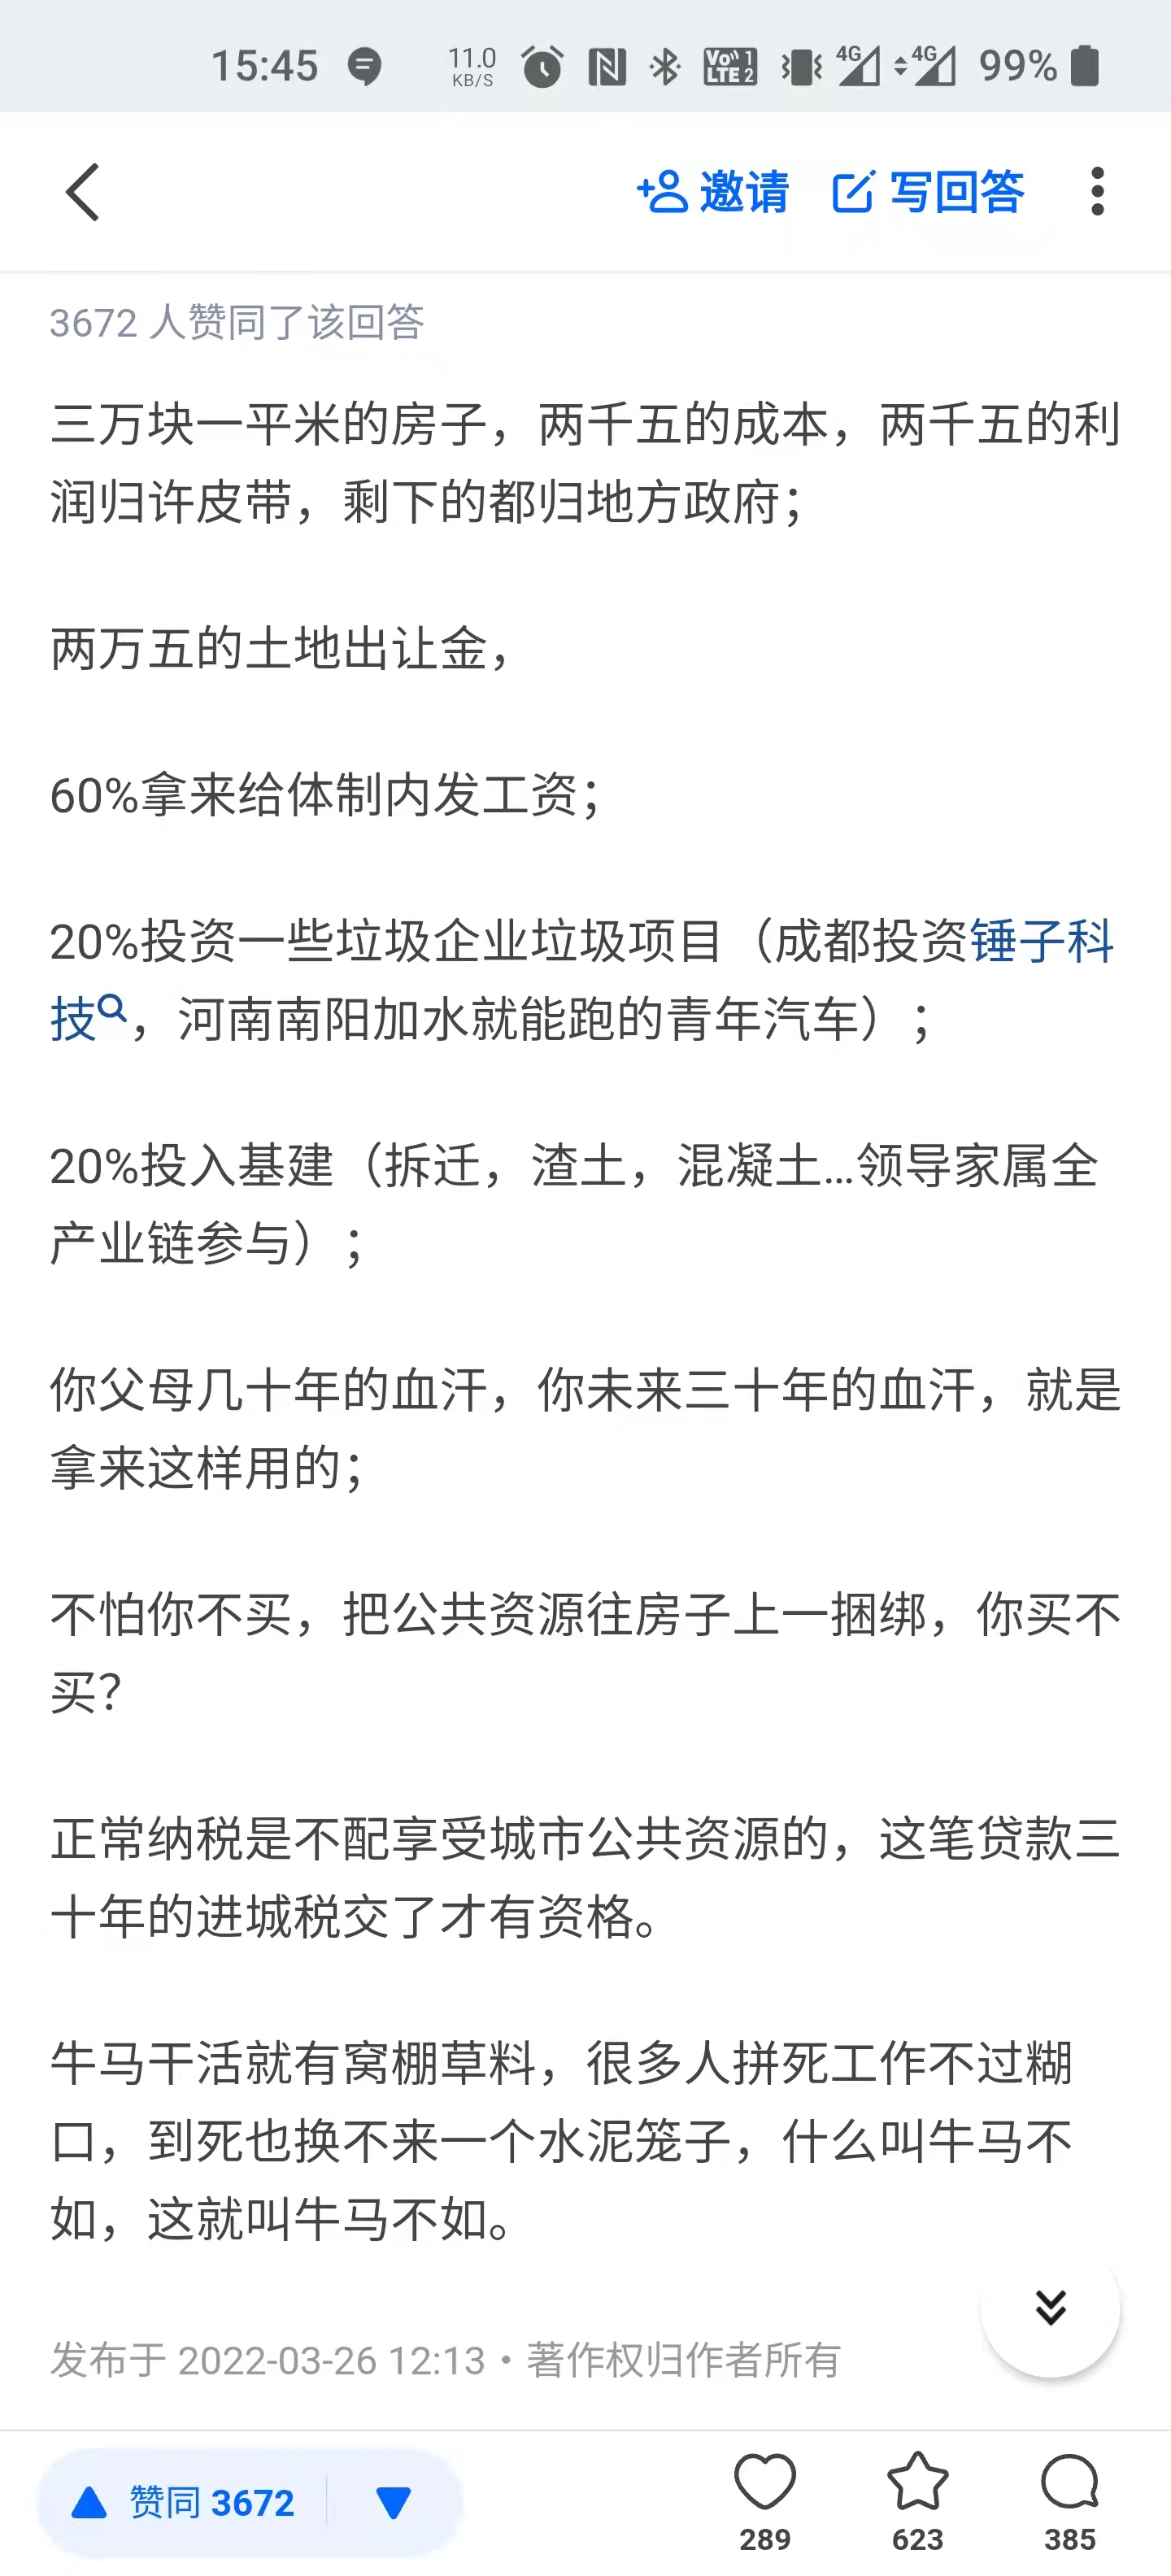 15:45
11.0
KB/S
Vo 1
LTE 2
4G
4G
99%
邀请
写回答
3672 人赞同了该回答
三万块一平米的房子，两千五的成本，两千五的利
润归许皮带，剩下的都归地方政府；
两万五的土地出让金，
60%拿来给体制内发工资；
20%投资一些垃圾企业垃圾项目（成都投资锤子科
技，河南南阳加水就能跑的青年汽车）；
20%投入基建（拆迁，渣土，混凝土...领导家属全
产业链参与）；
你父母几十年的血汗，你未来三十年的血汗，就是
拿来这样用的；
不怕你不买，把公共资源往房子上一捆绑，你买不
买？
正常纳税是不配享受城市公共资源的，这笔贷款三
十年的进城税交了才有资格。
牛马干活就有窝棚草料，很多人拼死工作不过糊
口，到死也换不来一个水泥笼子，什么叫牛马不
如，这就叫牛马不如。
发布于 2022-03-26 12:13 · 著作权归作者所有
赞同 3672
289
623
385